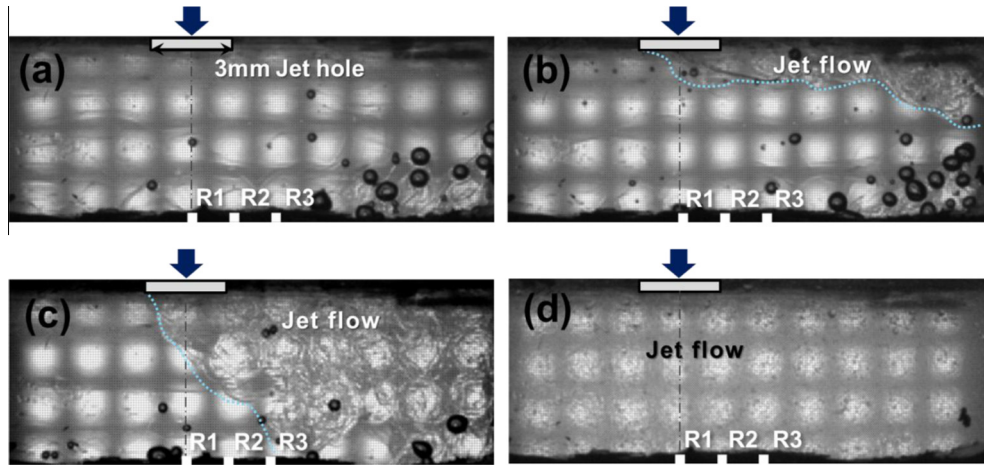 (a)
3mm Jet hole
R1 R2 R3
(b)
Jet flow
R1 R2 R3
(c)
Jet flow
R1 R2 R3
(d)
Jet flow
R1 R2 R3